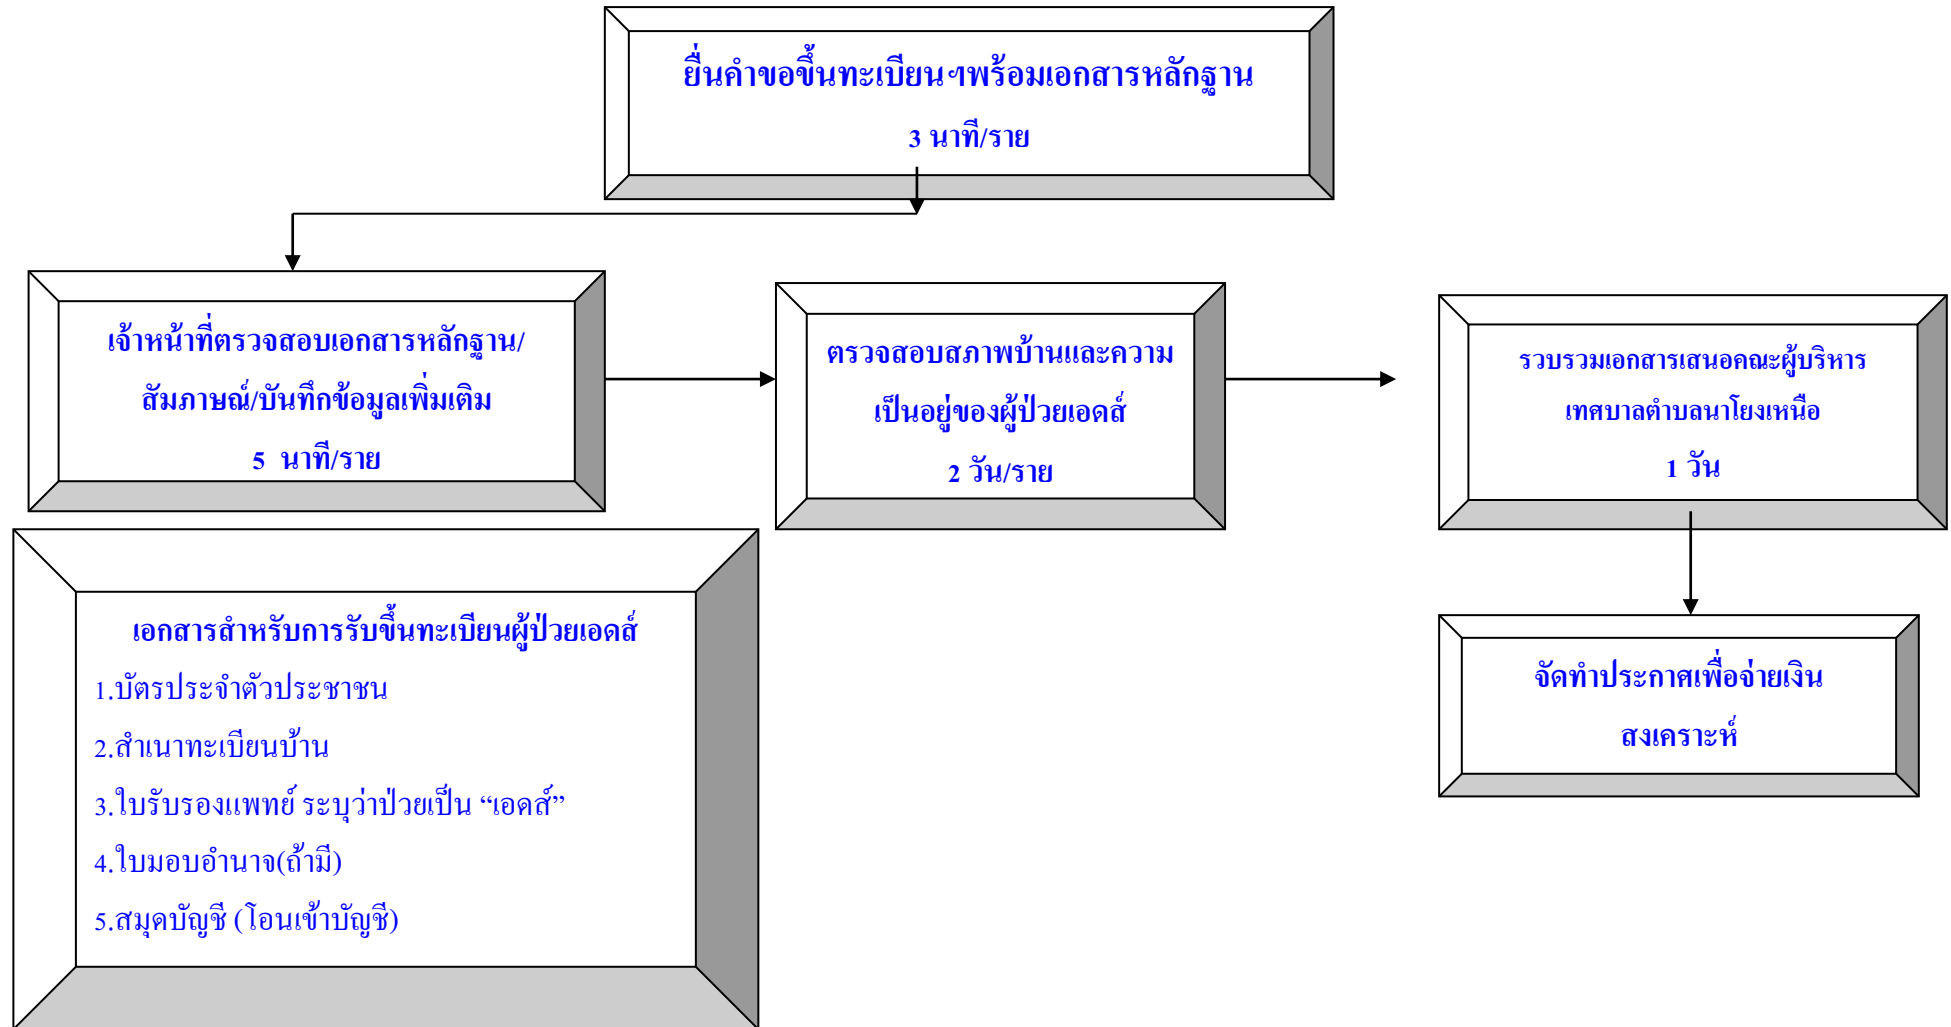 ยื่นคำขอขึ้นทะเบียนฯพร้อมเอกสารหลักฐาน
3 นาที/ราย
เจ้าหน้าที่ตรวจสอบเอกสารหลักฐาน/
สัมภาษณ์/บันทึกข้อมูลเพิ่มเติม
5 นาที/ราย
ตรวจสอบสภาพบ้านและความ
เป็นอยู่ของผู้ป่วยเอดส์
2 วัน/ราย
รวบรวมเอกสารเสนอคณะผู้บริหาร
เทศบาลตำบลนาโยงเหนือ
1 วัน
จัดทำประกาศเพื่อจ่ายเงิน
สงเคราะห์
เอกสารสำหรับการรับขึ้นทะเบียนผู้ป่วยเอดส์
1.บัตรประจำตัวประชาชน
2.สำเนาทะเบียนบ้าน
3.ใบรับรองแพทย์ ระบุว่าป่วยเป็น “เอดส์”
4.ใบมอบอำนาจ(ถ้ามี)
5.สมุดบัญชี (โอนเข้าบัญชี)